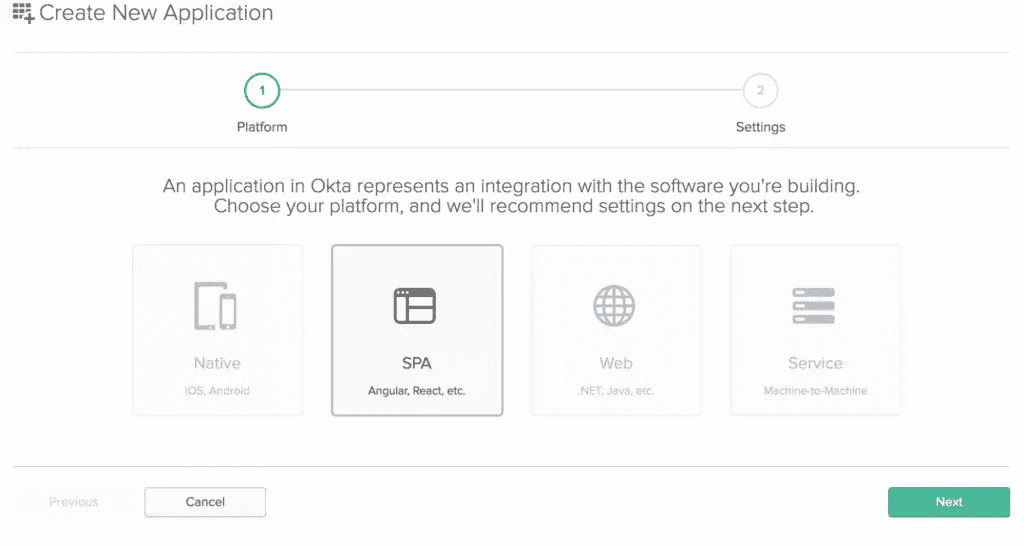 Create New Application
1
2
Platform
Settings
An application in Okta represents an integration with the software you're building.
Choose your platform, and we'll recommend settings on the next step.
Native
iOS, Android
SPA
Angular, React, etc.
Web
.NET, Java, etc.
Service
Machine-to-Machine
Previous
Cancel
Next